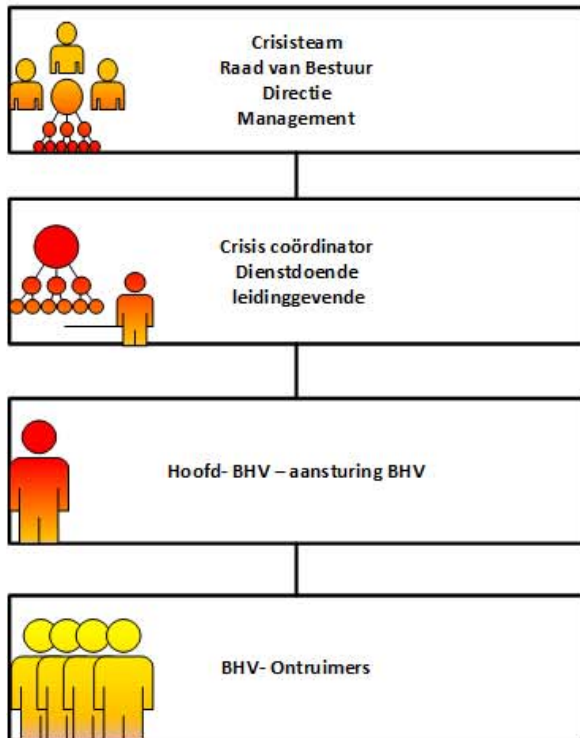 Crisisteam
Raad van Bestuur
Directie
Management
Crisis coördinator
Dienstdoende
leidinggevende
Hoofd- BHV – aansturing BHV
BHV- Ontruimers